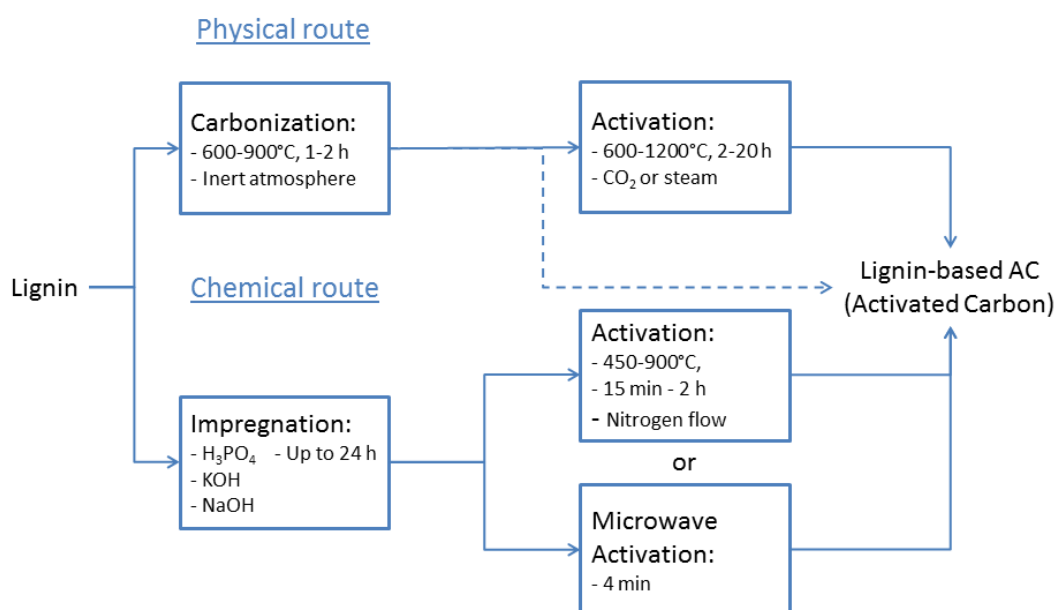 Physical route
Carbonization:
- 600-900°C, 1-2 h
- Inert atmosphere
Activation:
- 600-1200°C, 2-20 h
- CO₂ or steam
Lignin
Chemical route
Lignin-based AC
(Activated Carbon)
Impregnation:
- H₃PO₄ - Up to 24 h
- KOH
- NaOH
Activation:
- 450-900°C,
- 15 min - 2 h
- Nitrogen flow
or
Microwave
Activation:
- 4 min